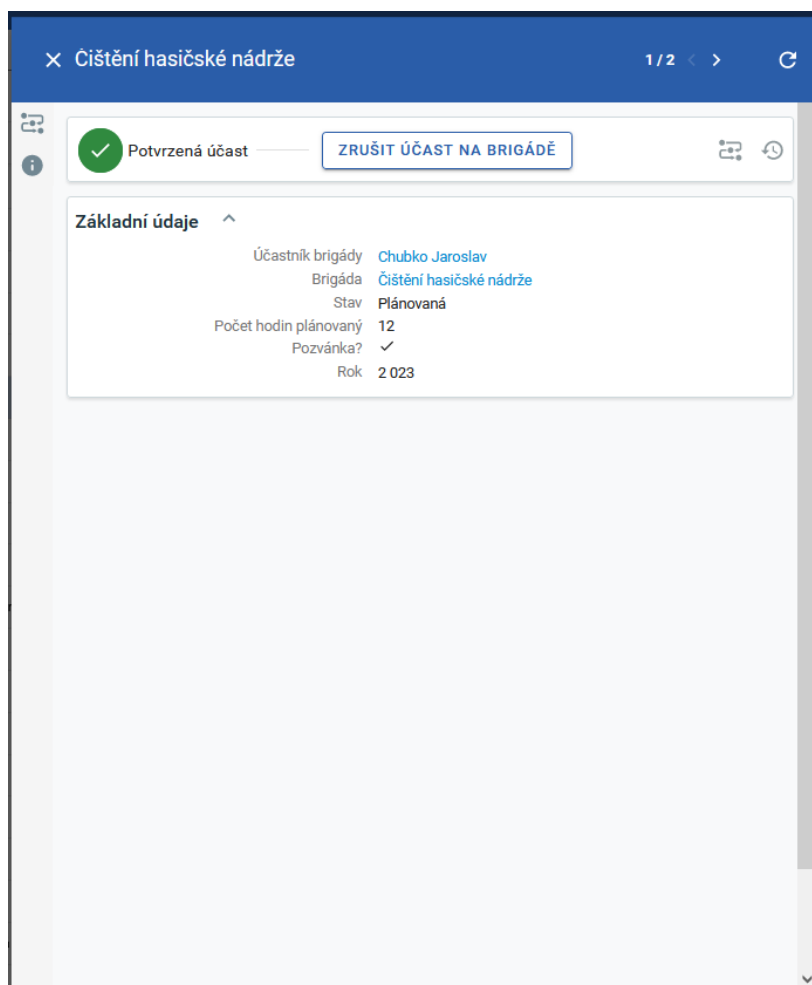 Čištění hasičské nádrže
1 / 2
Potvrzená účast
ZRUŠIT ÚČAST NA BRIGÁDĚ
Základní údaje
Účastník brigády Chubko Jaroslav
Brigáda Čištění hasičské nádrže
Stav Plánovaná
Počet hodin plánovaný 12
Pozvánka?
Rok 2 023